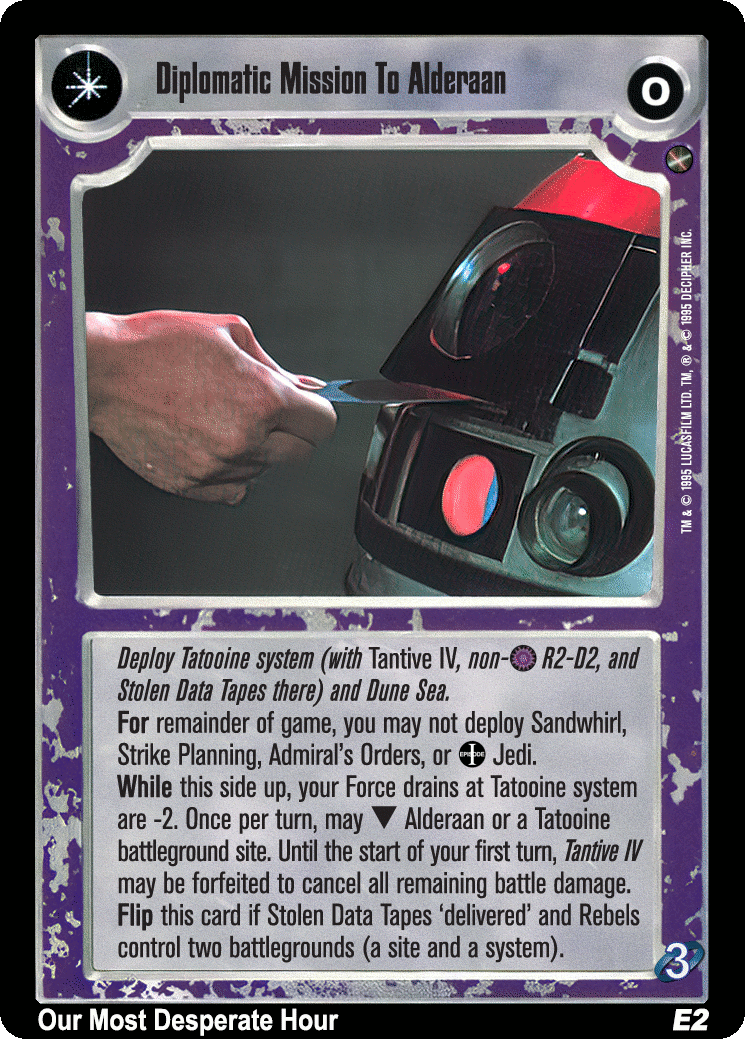 Diplomatic Mission To Alderaan
O
TM & © 1995 LUCASFILM LTD. TM, ® & © 1995 DECIPHER INC.
Deploy Tatooine system (with Tantive IV, non- R2-D2, and
Stolen Data Tapes there) and Dune Sea.
For remainder of game, you may not deploy Sandwhirl,
Strike Planning, Admiral's Orders, or EPISODE I Jedi.
While this side up, your Force drains at Tatooine system
are -2. Once per turn, may ▼ Alderaan or a Tatooine
battleground site. Until the start of your first turn, Tantive IV
may be forfeited to cancel all remaining battle damage.
Flip this card if Stolen Data Tapes 'delivered' and Rebels
control two battlegrounds (a site and a system).
3
Our Most Desperate Hour E2